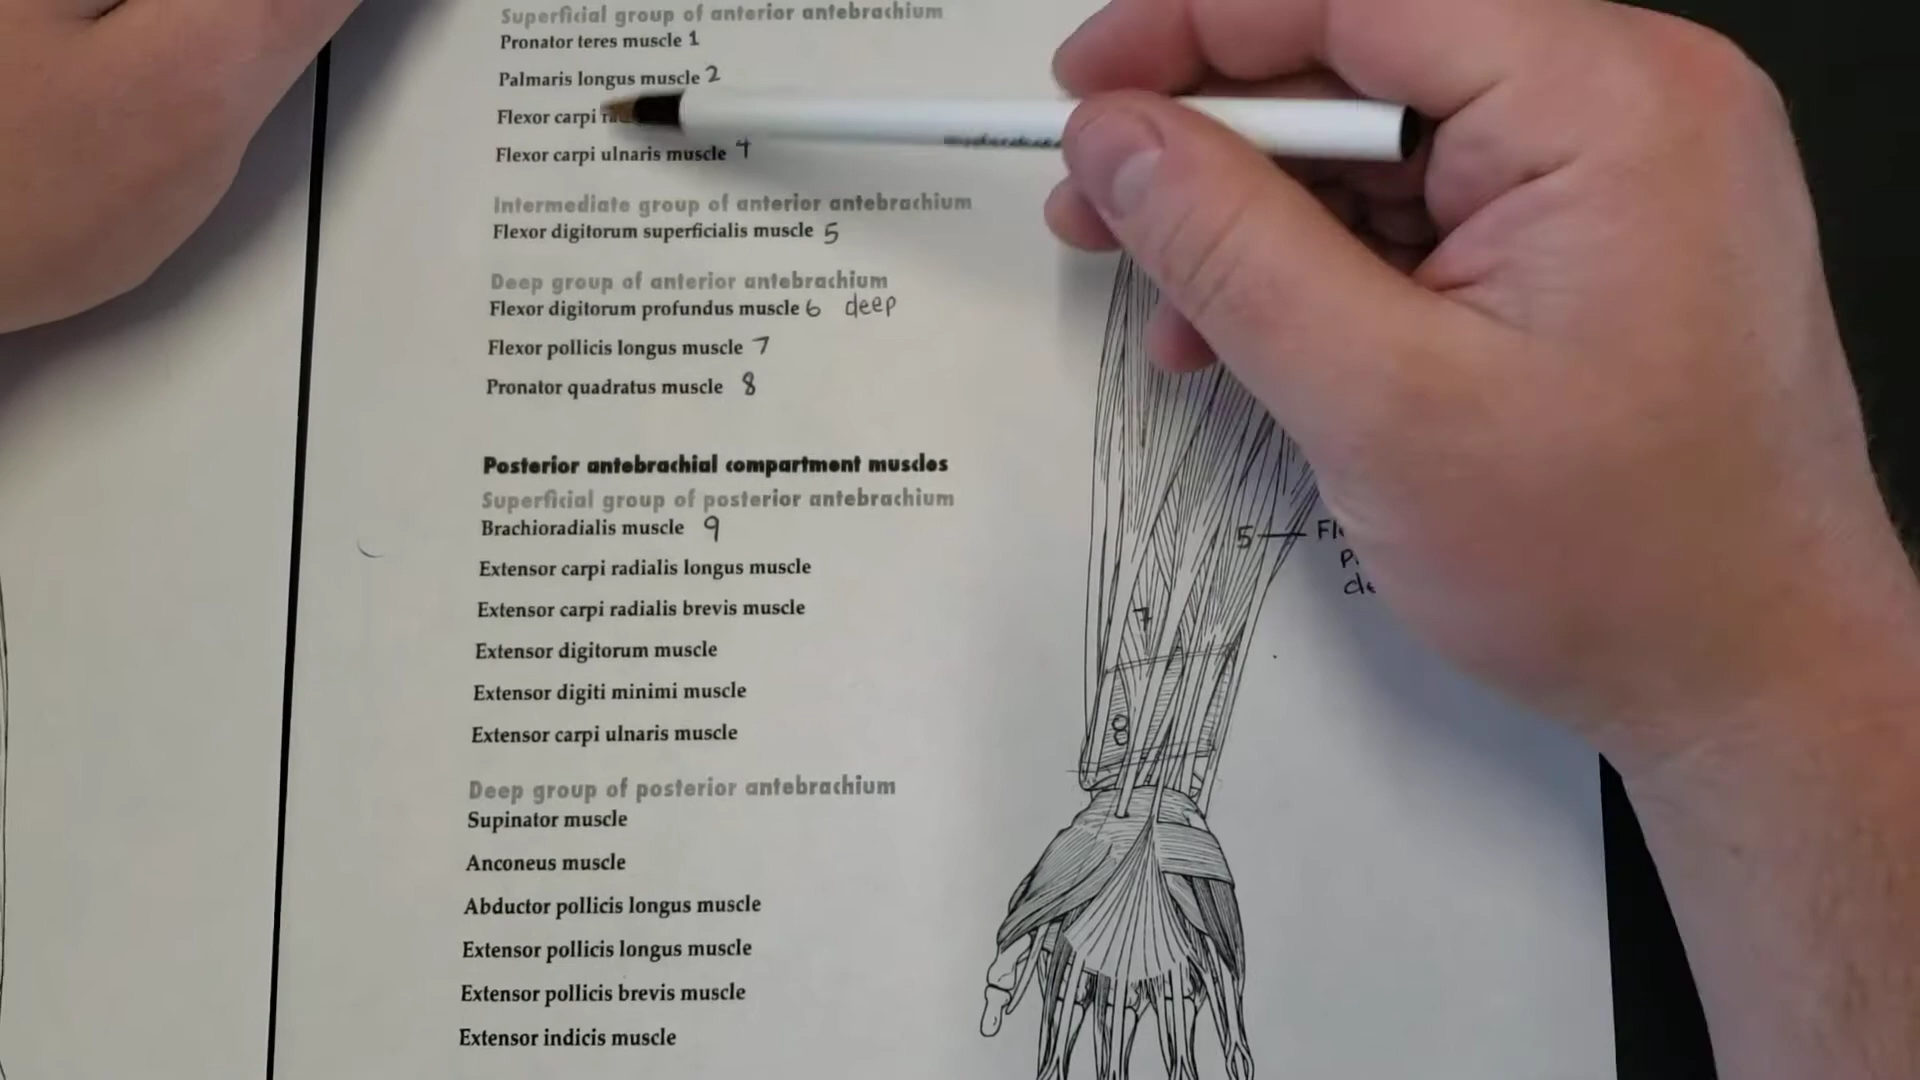 Superficial group of anterior antebrachium
Pronator teres muscle 1
Palmaris longus muscle 2
Flexor carpi
Flexor carpi ulnaris muscle 4
Intermediate group of anterior antebrachium
Flexor digitorum superficialis muscle 5
Deep group of anterior antebrachium
Flexor digitorum profundus muscle 6 deep
Flexor pollicis longus muscle 7
Pronator quadratus muscle 8
Posterior antebrachial compartment muscles
Superficial group of posterior antebrachium
Brachioradialis muscle 9
Extensor carpi radialis longus muscle
Extensor carpi radialis brevis muscle
Extensor digitorum muscle
Extensor digiti minimi muscle
Extensor carpi ulnaris muscle
Deep group of posterior antebrachium
Supinator muscle
Anconeus muscle
Abductor pollicis longus muscle
Extensor pollicis longus muscle
Extensor pollicis brevis muscle
Extensor indicis muscle
5
7
8